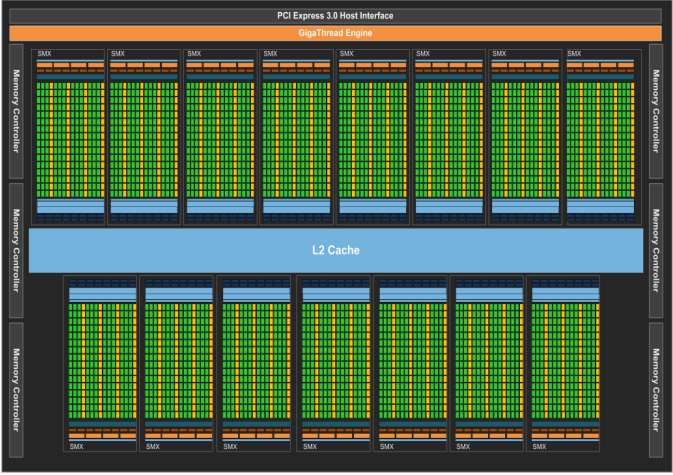 PCI Express 3.0 Host Interface
GigaThread Engine
SMX
SMX
SMX
SMX
SMX
SMX
SMX
SMX
Memory Controller
Memory Controller
Memory Controller
Memory Controller
L2 Cache
Memory Controller
Memory Controller
SMX
SMX
SMX
SMX
SMX
SMX
SMX